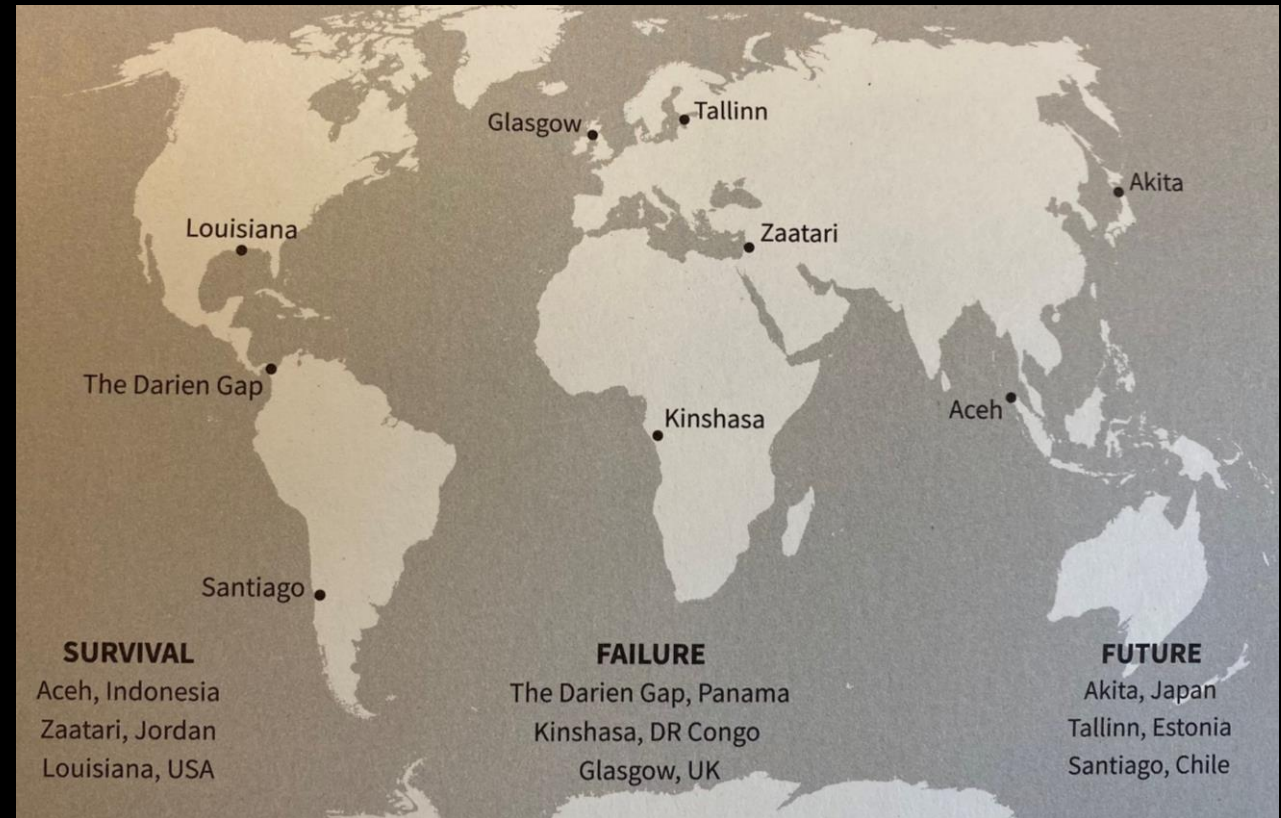 Glasgow
Tallinn
Akita
Louisiana
Zaatari
The Darien Gap
Aceh
Kinshasa
Santiago
SURVIVAL
Aceh, Indonesia
Zaatari, Jordan
Louisiana, USA
FAILURE
The Darien Gap, Panama
Kinshasa, DR Congo
Glasgow, UK
FUTURE
Akita, Japan
Tallinn, Estonia
Santiago, Chile